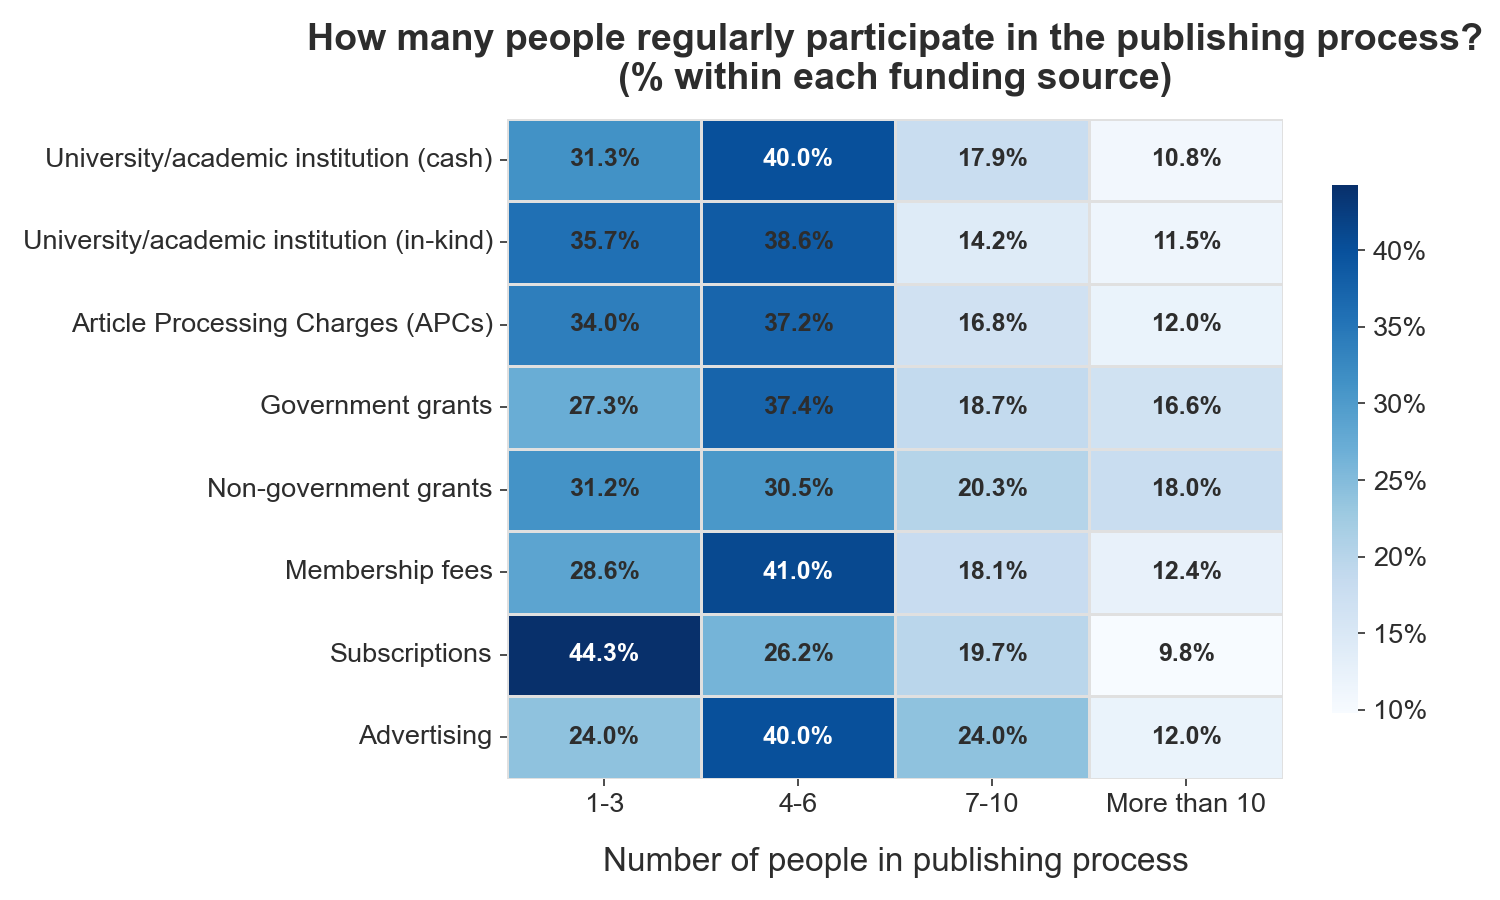 How many people regularly participate in the publishing process?
(% within each funding source)
University/academic institution (cash) 31.3% 40.0% 17.9% 10.8%
University/academic institution (in-kind) 35.7% 38.6% 14.2% 11.5%
Article Processing Charges (APCs) 34.0% 37.2% 16.8% 12.0%
Government grants 27.3% 37.4% 18.7% 16.6%
Non-government grants 31.2% 30.5% 20.3% 18.0%
Membership fees 28.6% 41.0% 18.1% 12.4%
Subscriptions 44.3% 26.2% 19.7% 9.8%
Advertising 24.0% 40.0% 24.0% 12.0%
1-3 4-6 7-10 More than 10
Number of people in publishing process
40%
35%
30%
25%
20%
15%
10%